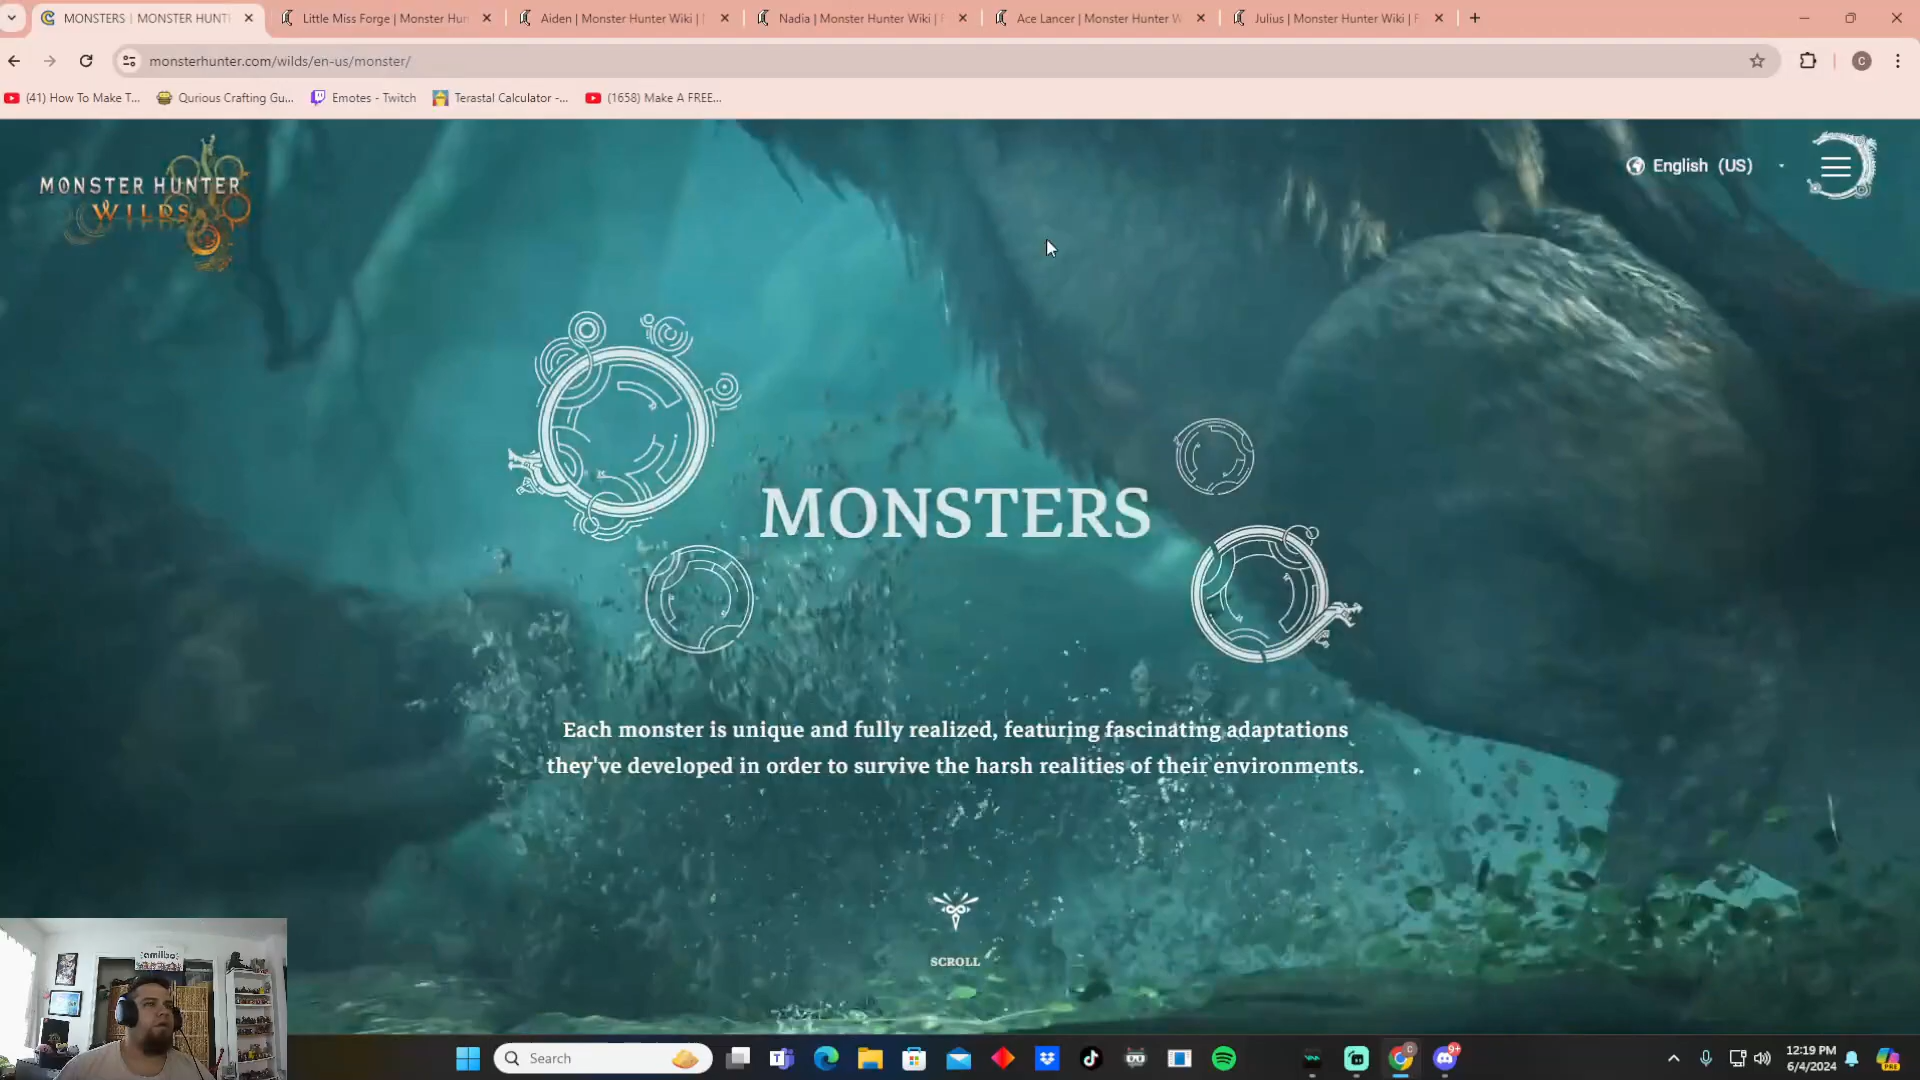 MONSTERS | MONSTER HUNT
Little Miss Forge | Monster Hun
Aiden | Monster Hunter Wiki |
Nadia | Monster Hunter Wiki | F
Ace Lancer | Monster Hunter W
Julius | Monster Hunter Wiki | F
monsterhunter.com/wilds/en-us/monster/
C
(41) How To Make T...
Qurious Crafting Gu...
Emotes - Twitch
Terastal Calculator -...
(1658) Make A FREE...
MONSTER HUNTER
WILDS
English (US)
MONSTERS
Each monster is unique and fully realized, featuring fascinating adaptations
they've developed in order to survive the harsh realities of their environments.
SCROLL
amiibo
Search
C
9+
12:19 PM
6/4/2024
PRE